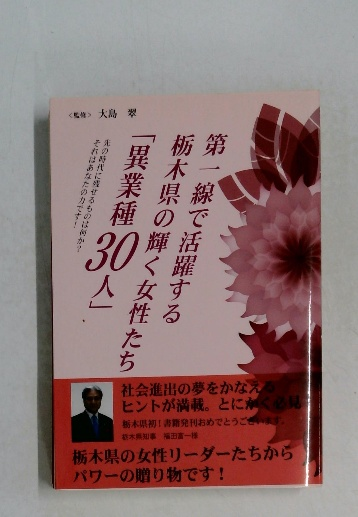 〈監修〉 大島 翠
第一線で活躍する
栃木県の輝く女性たち
「異業種30人」
先の時代に残せるものは何か?
それはあなたの力です!
社会進出の夢をかなえる
ヒントが満載。とにかく必見
栃木県初!書籍発刊おめでとうございます。
栃木県知事 福田富一様
栃木県の女性リーダーたちから
パワーの贈り物です!